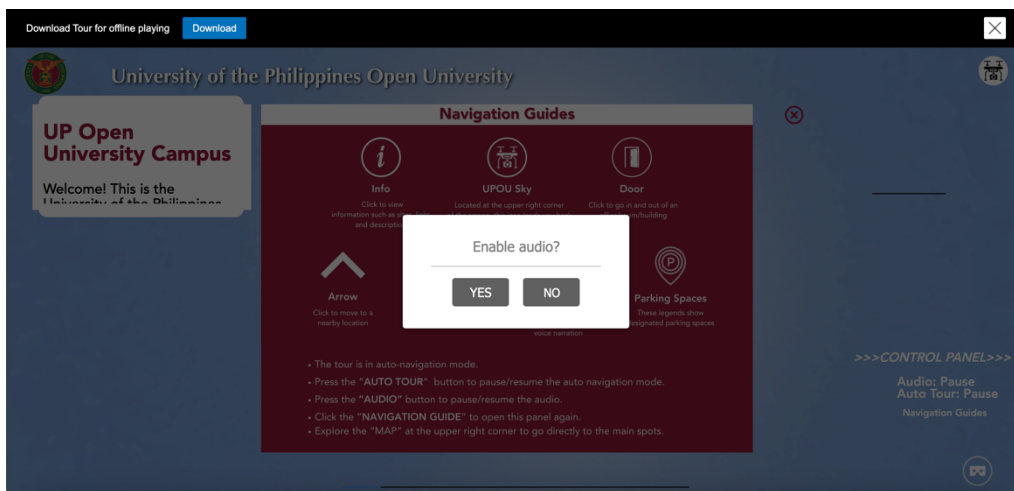 Download Tour for offline playing
Download
University of the Philippines Open University
Navigation Guides
UP Open
University Campus
Welcome! This is the
University of the Philippines
Info
Click to view
information such as
and descriptio
UPOU Sky
Located at the upper right corner
Door
Click to go in and out of an
room/building
Enable audio?
YES
NO
Arrow
Click to move to a
nearby location
voice narration
P
Parking Spaces
These legends show
designated parking spaces
• The tour is in auto-navigation mode.
• Press the "AUTO TOUR" button to pause/resume the auto navigation mode.
• Press the "AUDIO" button to pause/resume the audio.
• Click the "NAVIGATION GUIDE" to open this panel again.
• Explore the "MAP" at the upper right corner to go directly to the main spots.
>>>CONTROL PANEL>>>
Audio: Pause
Auto Tour: Pause
Navigation Guides